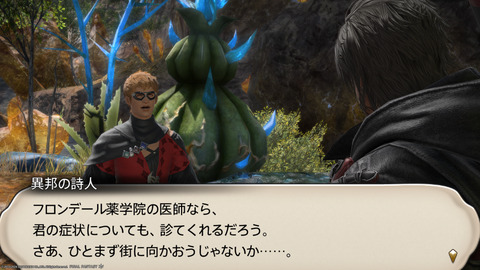 異邦の詩人
フロンデール薬学院の医師なら、
君の症状についても、診てくれるだろう。
さあ、ひとまず街に向かおうじゃないか……。